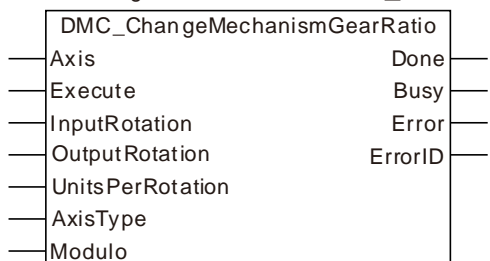 DMC_ChangeMechanismGearRatio
Axis Done
Execute Busy
InputRotation Error
OutputRotation ErrorID
UnitsPerRotation
AxisType
Modulo